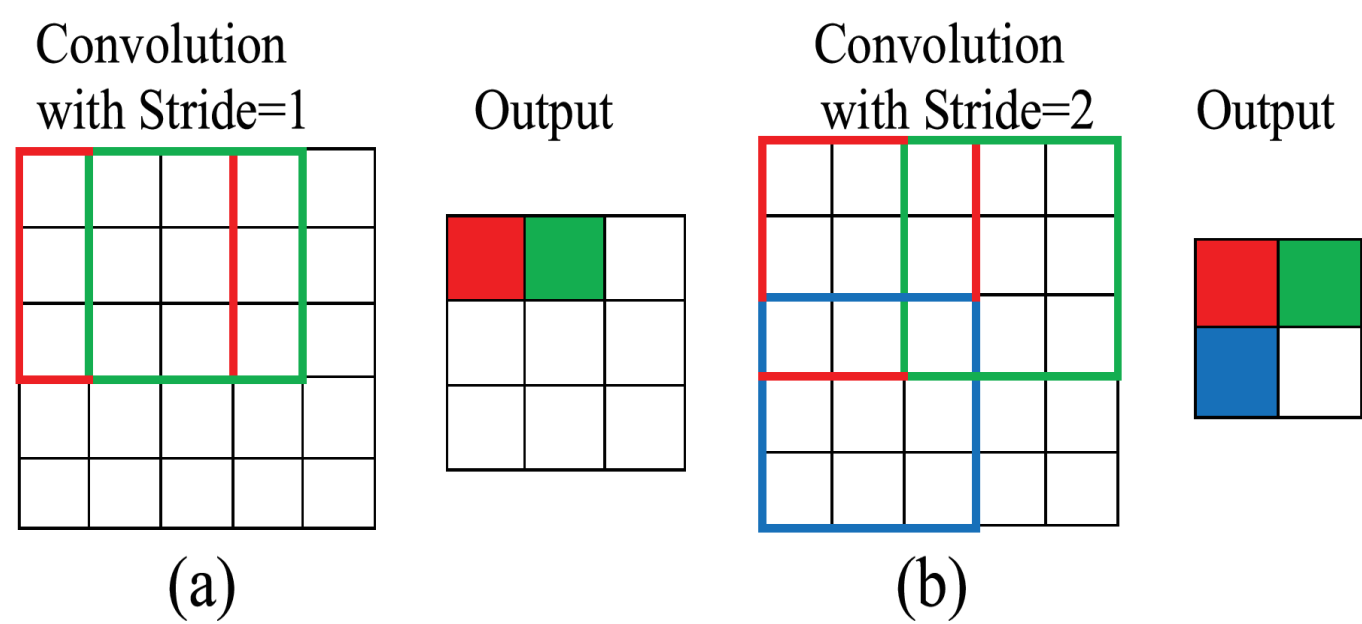 Convolution
with Stride=1
Output
Convolution
with Stride=2
Output
(a)
(b)